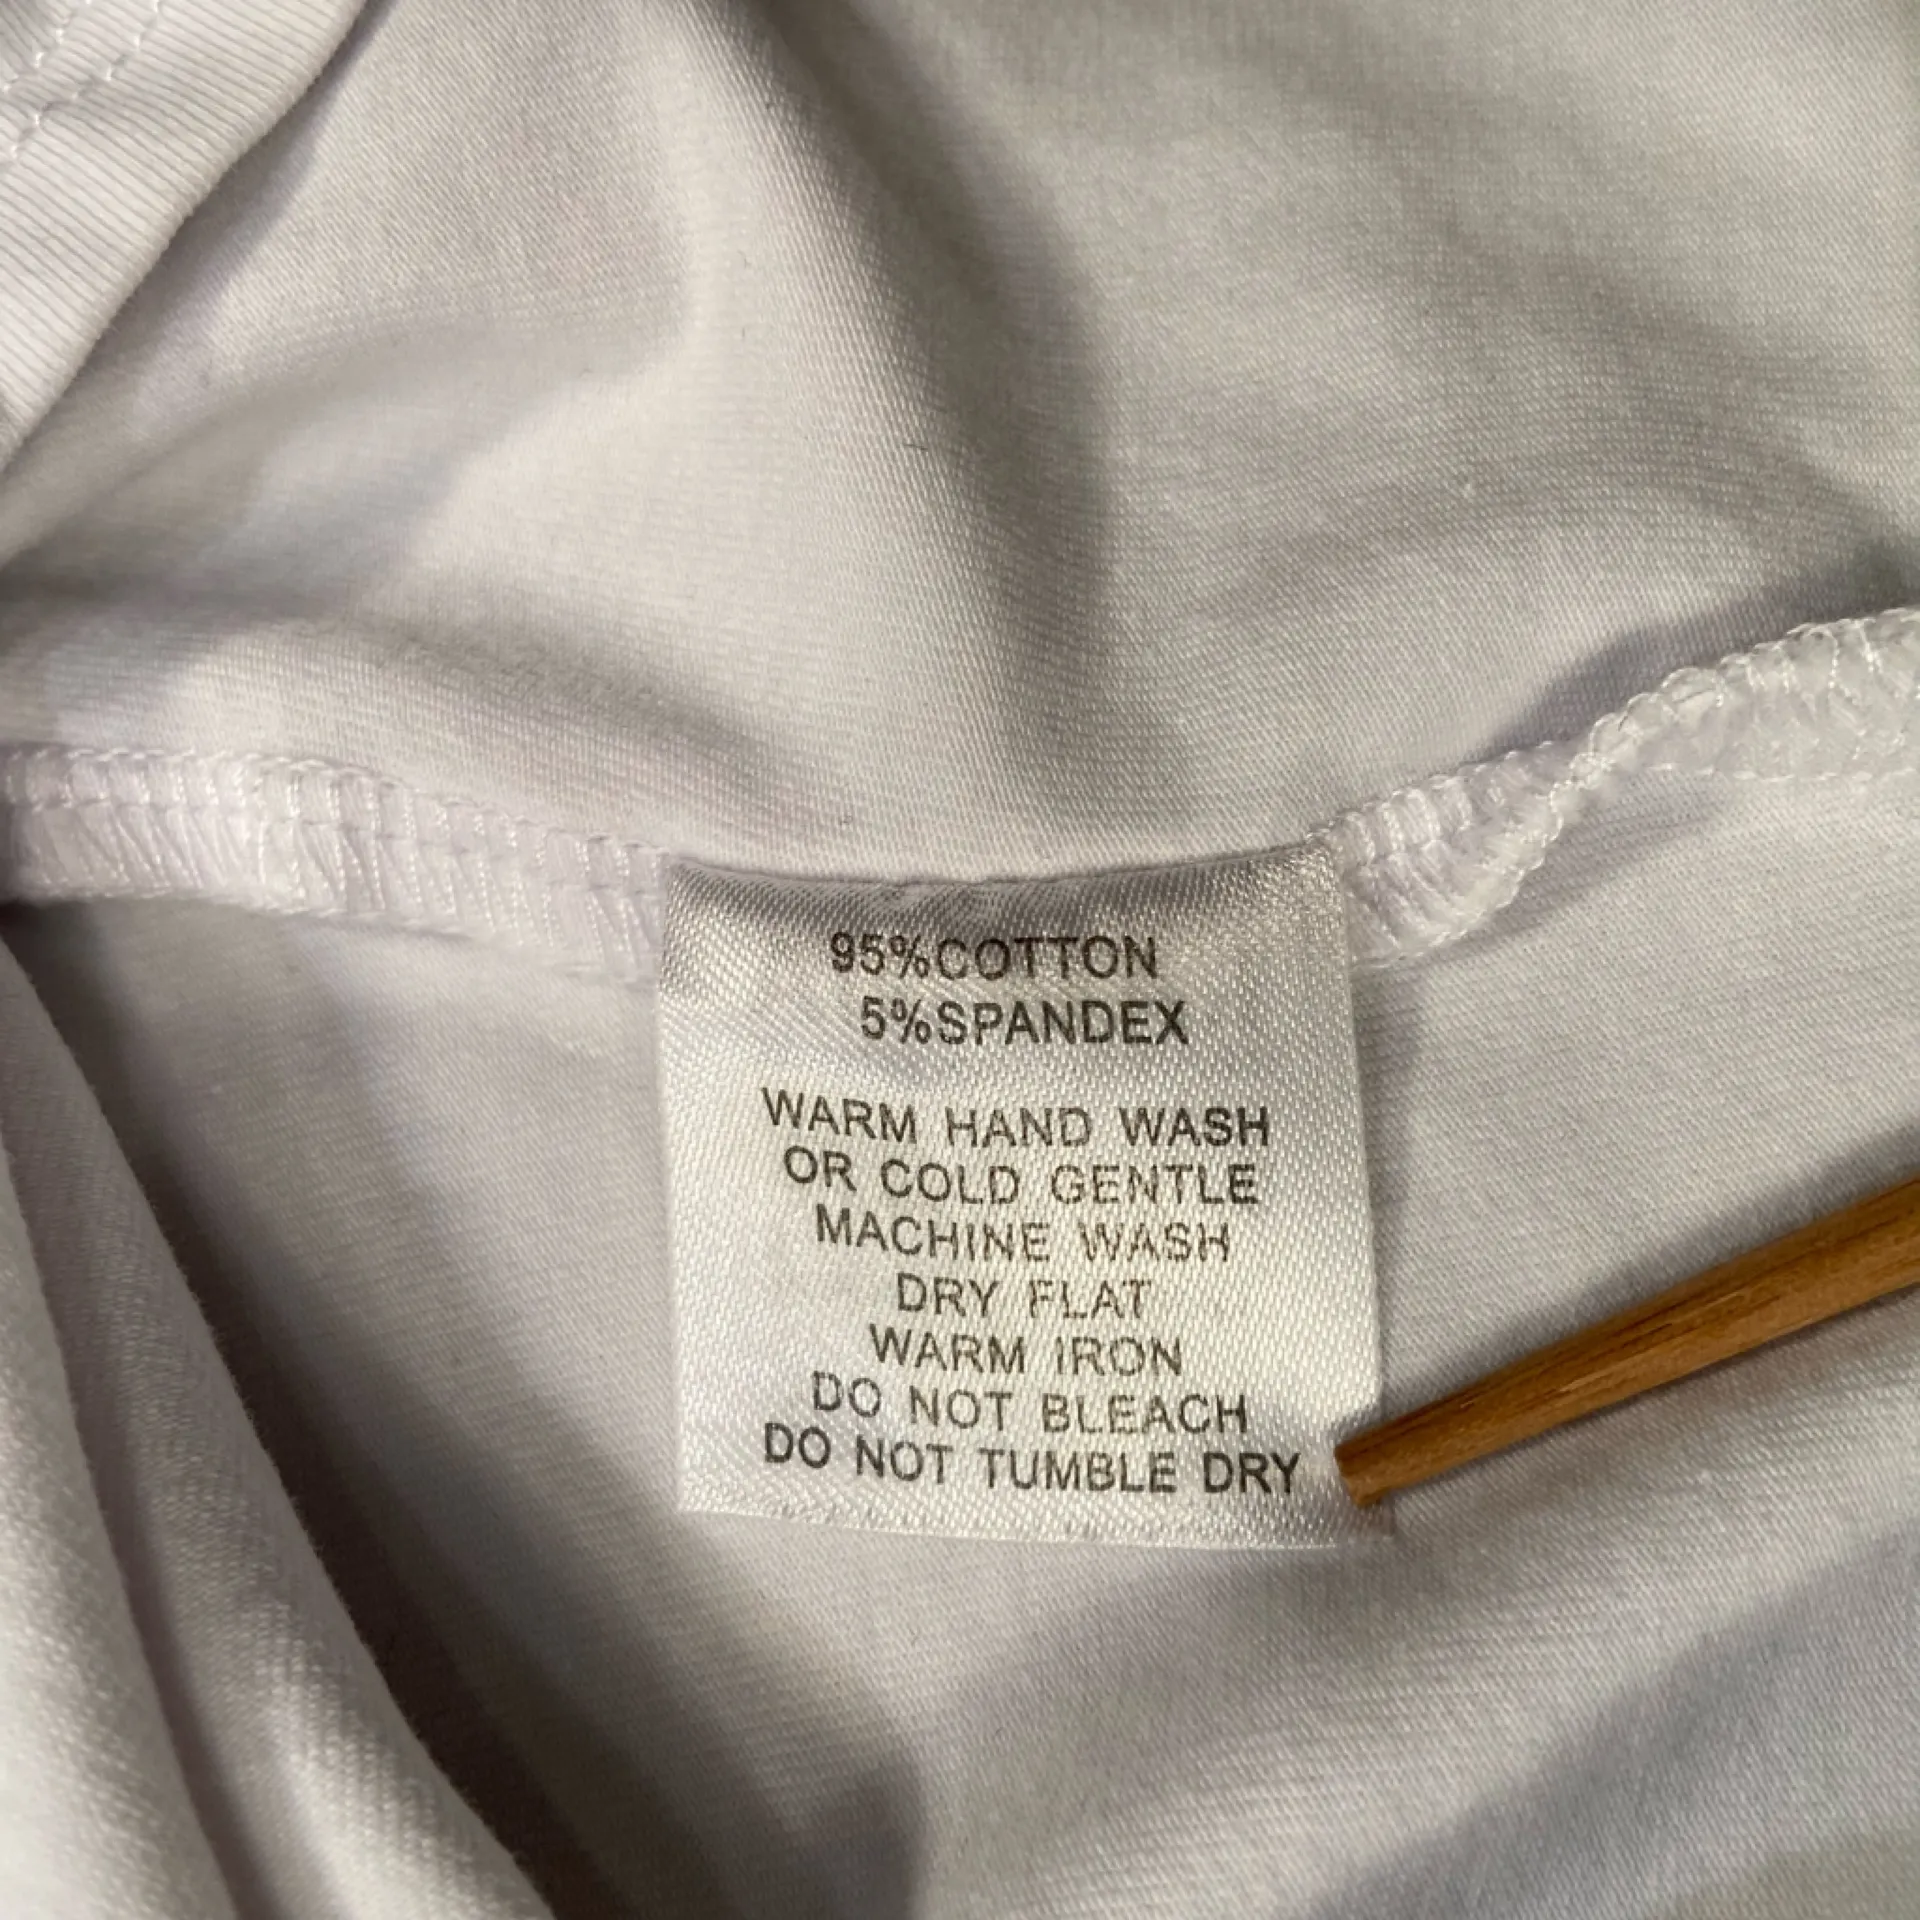 95%COTTON
5%SPANDEX
WARM HAND WASH
OR COLD GENTLE
MACHINE WASH
DRY FLAT
WARM IRON
DO NOT BLEACH
DO NOT TUMBLE DRY